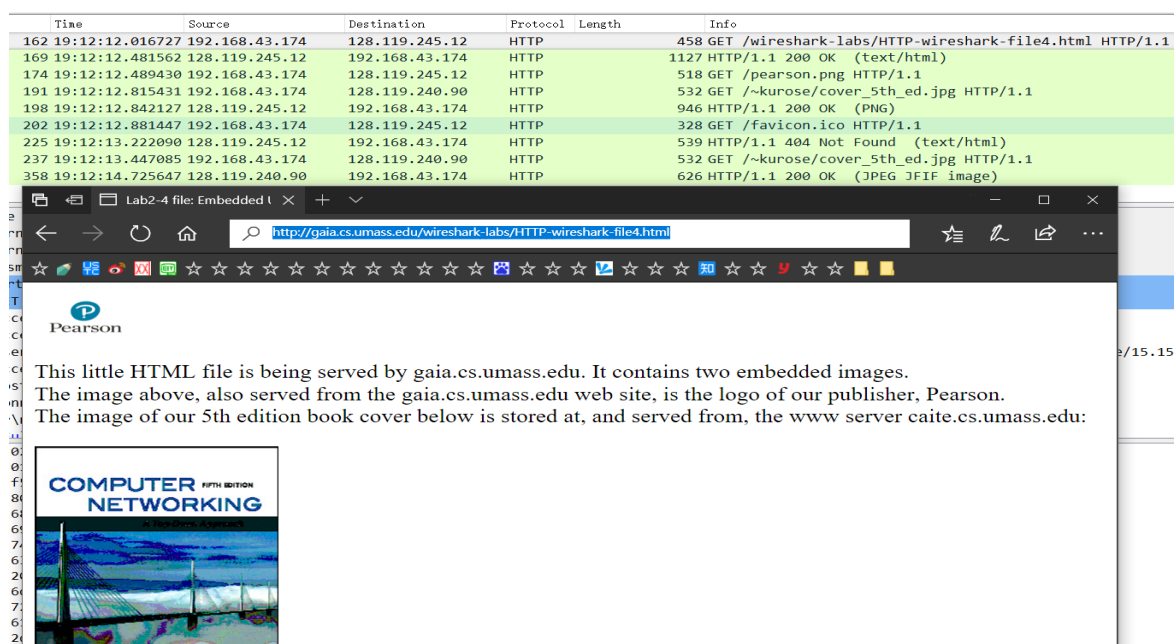 Time Source Destination Protocol Length Info
162 19:12:12.016727 192.168.43.174 128.119.245.12 HTTP 458 GET /wireshark-labs/HTTP-wireshark-file4.html HTTP/1.1
169 19:12:12.481562 128.119.245.12 192.168.43.174 HTTP 1127 HTTP/1.1 200 OK (text/html)
174 19:12:12.489430 192.168.43.174 128.119.245.12 HTTP 518 GET /pearson.png HTTP/1.1
191 19:12:12.815431 192.168.43.174 128.119.240.90 HTTP 532 GET /~kurose/cover_5th_ed.jpg HTTP/1.1
198 19:12:12.842127 128.119.245.12 192.168.43.174 HTTP 946 HTTP/1.1 200 OK (PNG)
202 19:12:12.881447 192.168.43.174 128.119.245.12 HTTP 328 GET /favicon.ico HTTP/1.1
225 19:12:13.222090 128.119.245.12 192.168.43.174 HTTP 539 HTTP/1.1 404 Not Found (text/html)
237 19:12:13.447085 192.168.43.174 128.119.240.90 HTTP 532 GET /~kurose/cover_5th_ed.jpg HTTP/1.1
358 19:12:14.725647 128.119.240.90 192.168.43.174 HTTP 626 HTTP/1.1 200 OK (JPEG JFIF image)
Lab2-4 file: Embedded
http://gaia.cs.umass.edu/wireshark-labs/HTTP-wireshark-file4.html
知
e/15.15
Pearson
This little HTML file is being served by gaia.cs.umass.edu. It contains two embedded images.
The image above, also served from the gaia.cs.umass.edu web site, is the logo of our publisher, Pearson.
The image of our 5th edition book cover below is stored at, and served from, the www server caite.cs.umass.edu:
COMPUTER FIFTH EDITION
NETWORKING
A Top-Down Approach